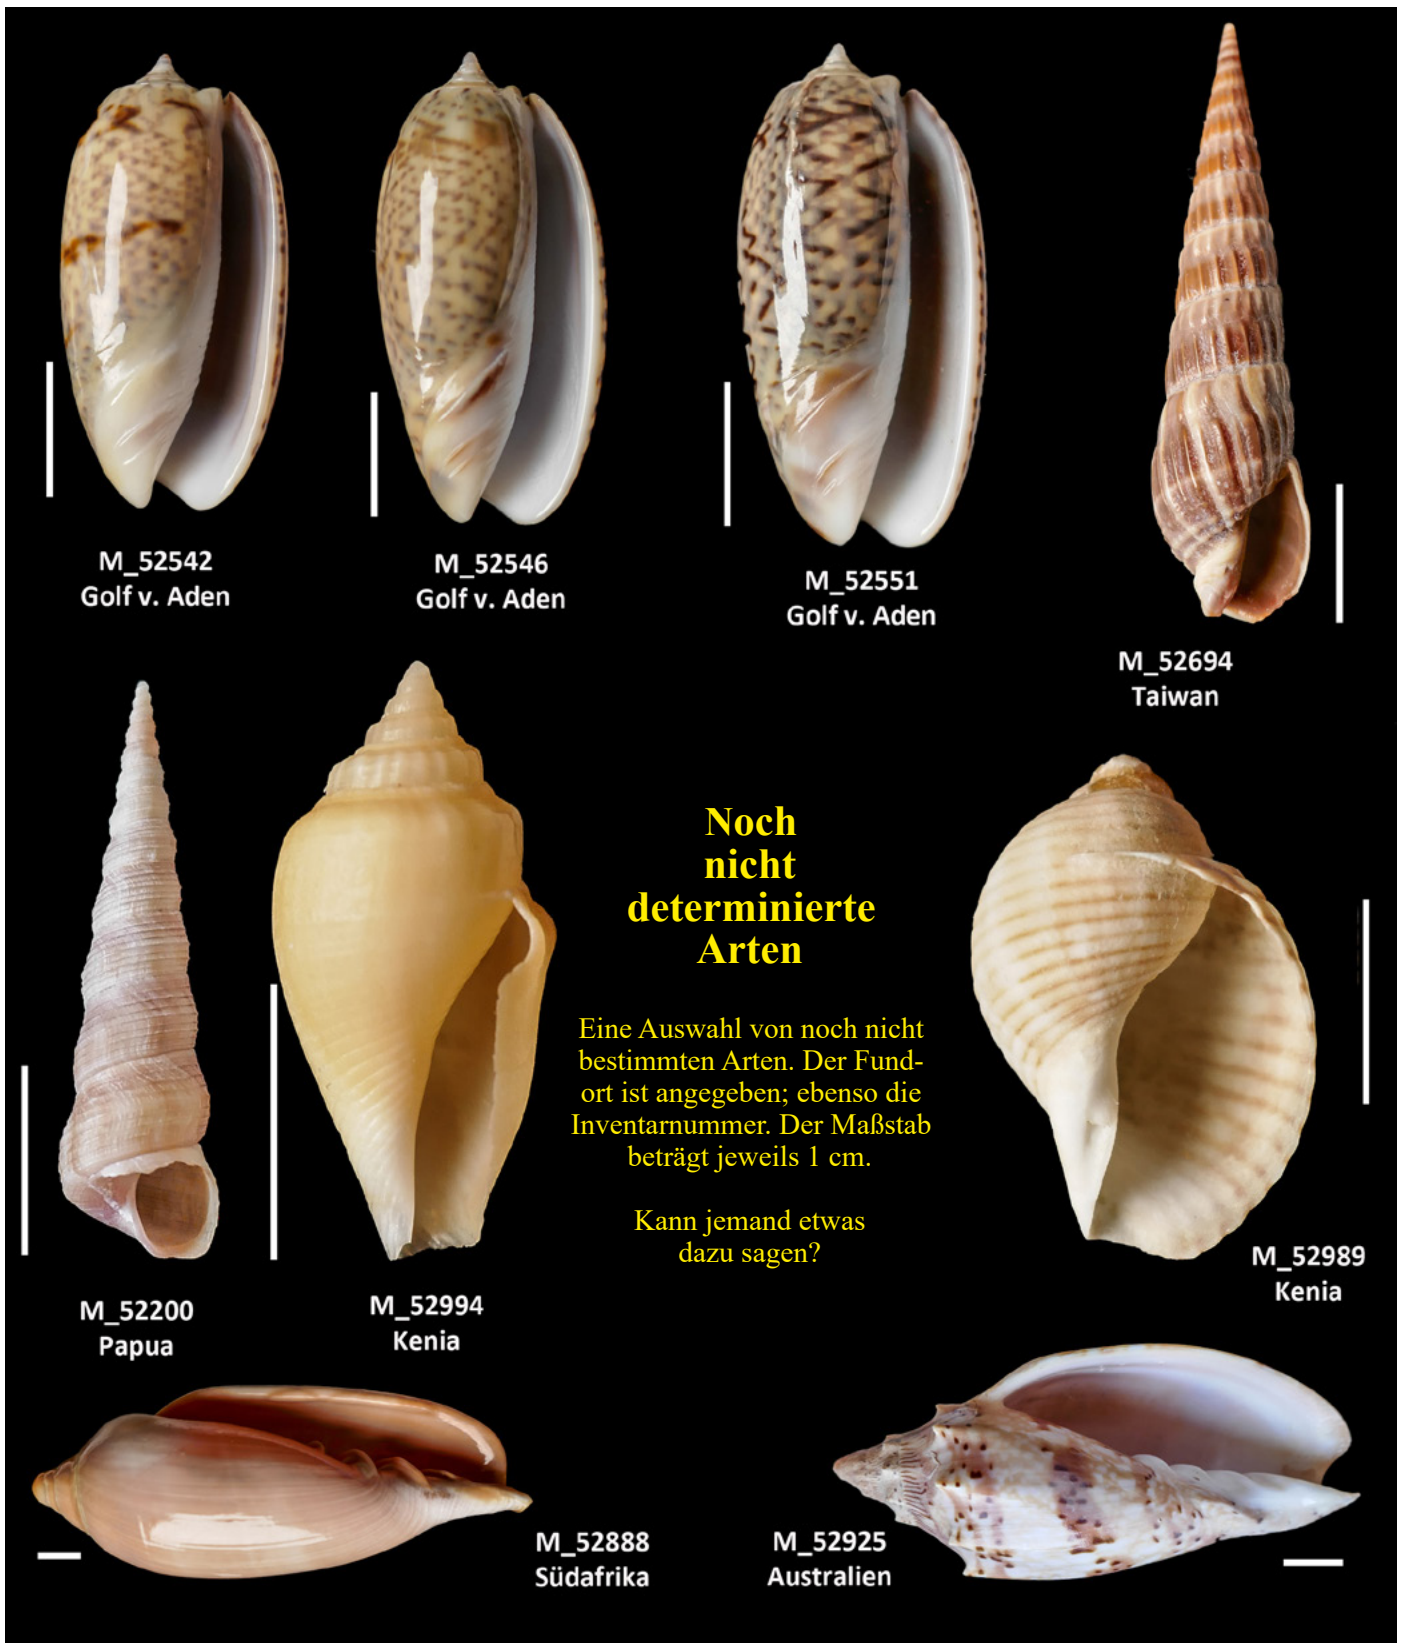 M_52542
Golf v. Aden
M_52546
Golf v. Aden
M_52551
Golf v. Aden
M_52694
Taiwan
Noch
nicht
determinierte
Arten
Eine Auswahl von noch nicht
bestimmten Arten. Der Fund-
ort ist angegeben; ebenso die
Inventarnummer. Der Maßstab
beträgt jeweils 1 cm.
Kann jemand etwas
dazu sagen?
M_52200
Papua
M_52994
Kenia
M_52989
Kenia
M_52888
Südafrika
M_52925
Australien